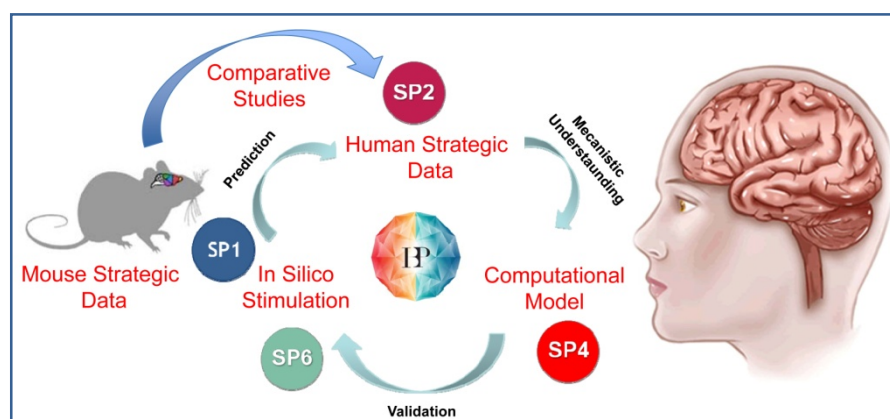 Comparative
Studies
SP2
Prediction
Human Strategic
Data
Mecanistic
Understaunding
SP1
Mouse Strategic
Data
In Silico
Stimulation
Computational
Model
SP6
SP4
Validation